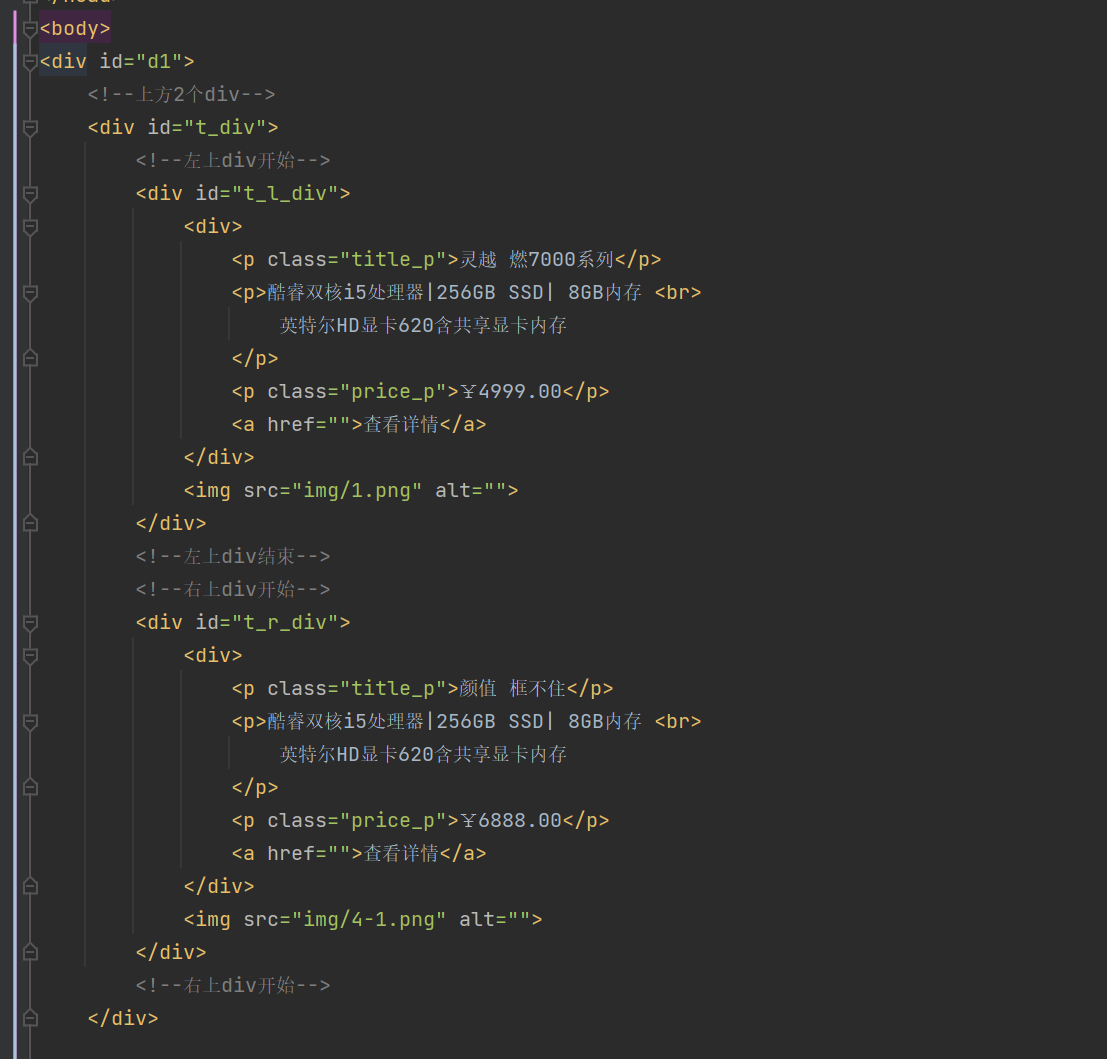 <body>
<div id="d1">
<!--上方2个div-->
<div id="t_div">
<!--左上div开始-->
<div id="t_l_div">
<div>
<p class="title_p">灵越 燃7000系列</p>
<p>酷睿双核i5处理器|256GB SSD| 8GB内存 <br>
英特尔HD显卡620含共享显卡内存
</p>
<p class="price_p">￥4999.00</p>
<a href="">查看详情</a>
</div>
<img src="img/1.png" alt="">
</div>
<!--左上div结束-->
<!--右上div开始-->
<div id="t_r_div">
<div>
<p class="title_p">颜值 框不住</p>
<p>酷睿双核i5处理器|256GB SSD| 8GB内存 <br>
英特尔HD显卡620含共享显卡内存
</p>
<p class="price_p">￥6888.00</p>
<a href="">查看详情</a>
</div>
<img src="img/4-1.png" alt="">
</div>
<!--右上div开始-->
</div>